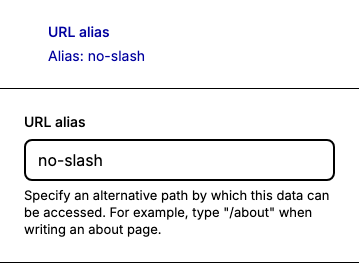 URL alias
Alias: no-slash
URL alias
no-slash
Specify an alternative path by which this data can
be accessed. For example, type "/about" when
writing an about page.